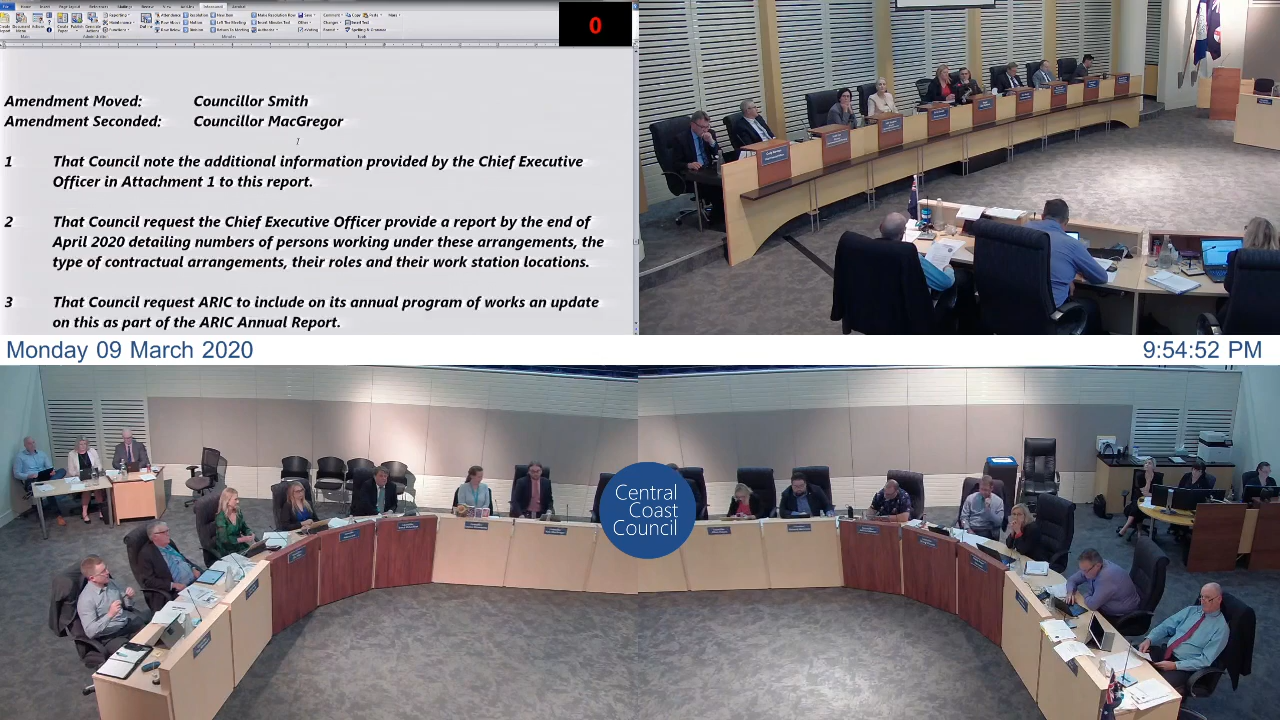 0
Amendment Moved: Councillor Smith
Amendment Seconded: Councillor MacGregor
1 That Council note the additional information provided by the Chief Executive
Officer in Attachment 1 to this report.
2 That Council request the Chief Executive Officer provide a report by the end of
April 2020 detailing numbers of persons working under these arrangements, the
type of contractual arrangements, their roles and their work station locations.
3 That Council request ARIC to include on its annual program of works an update
on this as part of the ARIC Annual Report.
Monday 09 March 2020
9:54:52 PM
Central
Coast
Council